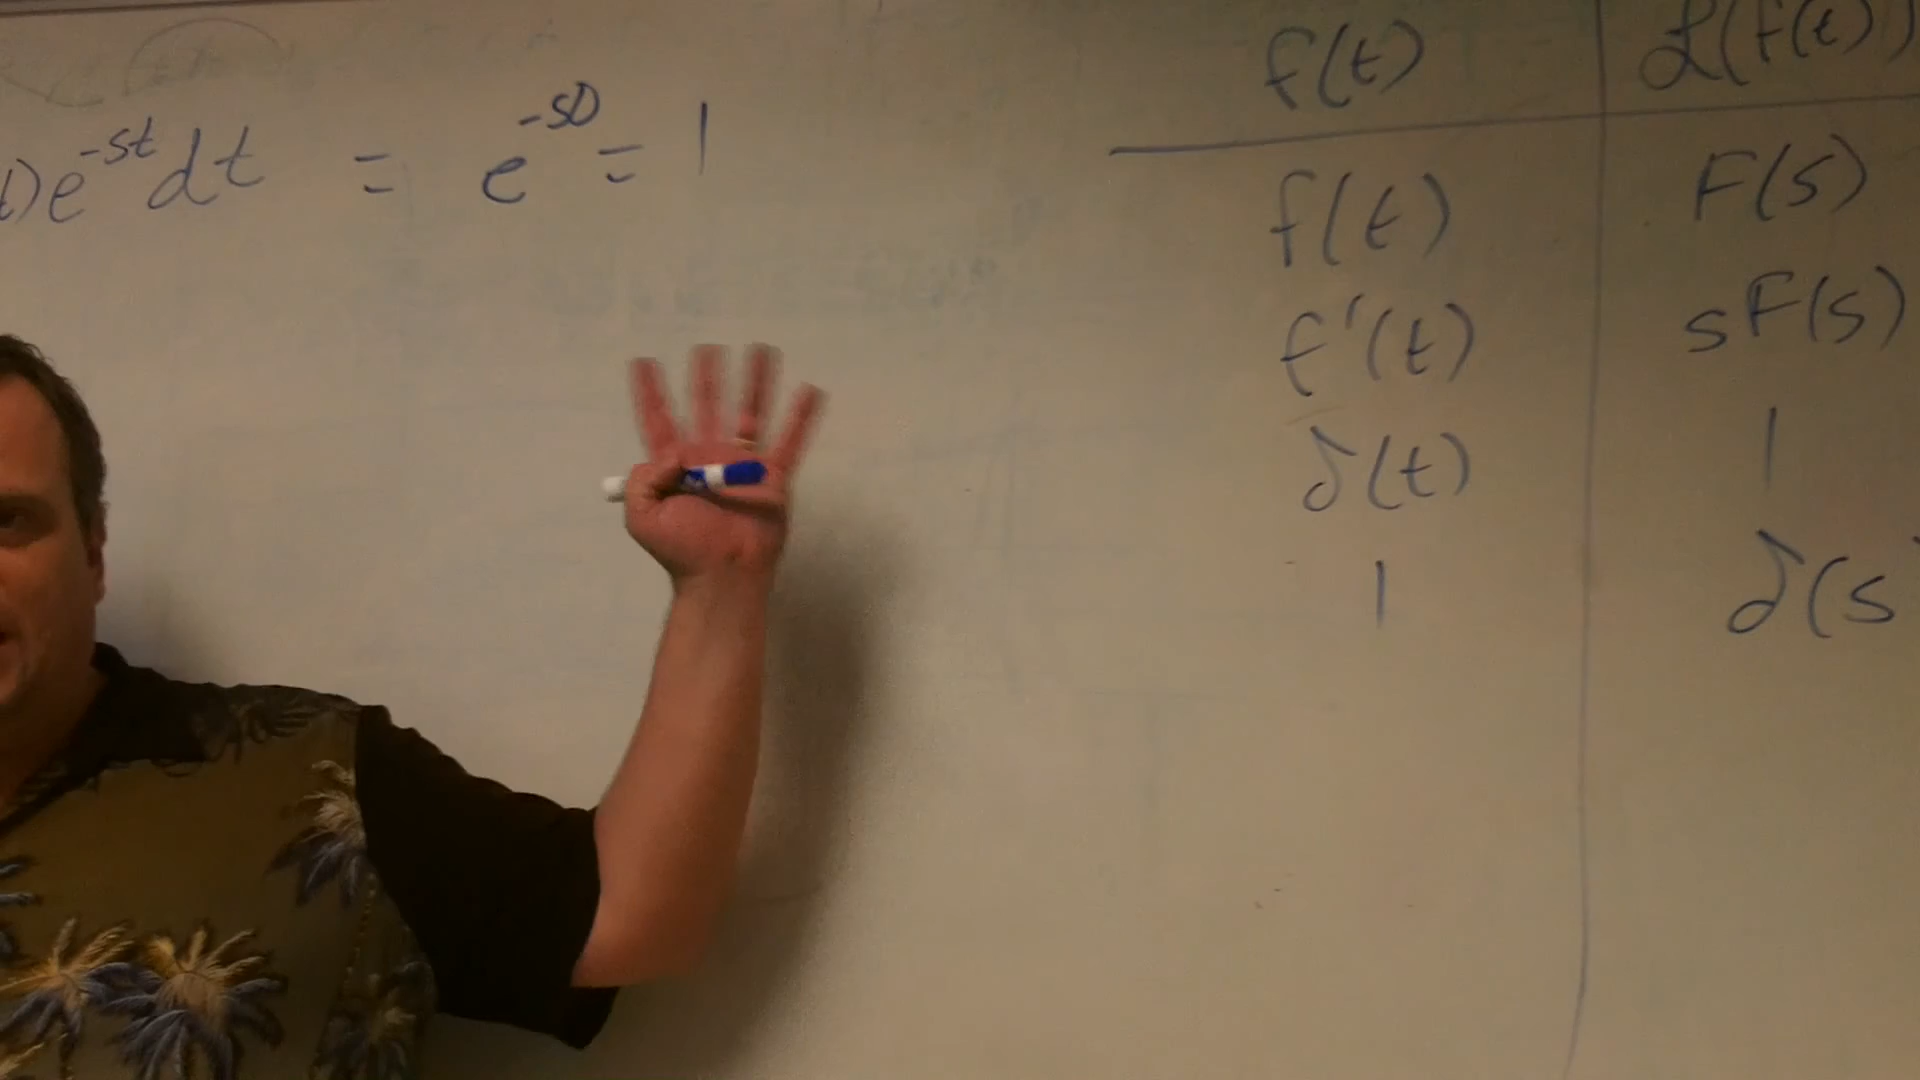 t)e^{-st}dt = e^{-s0} = 1
f(t) | ℒ(f(t))
f(t) | F(s)
f'(t) | sF(s)
δ(t) | 1
1 | δ(s